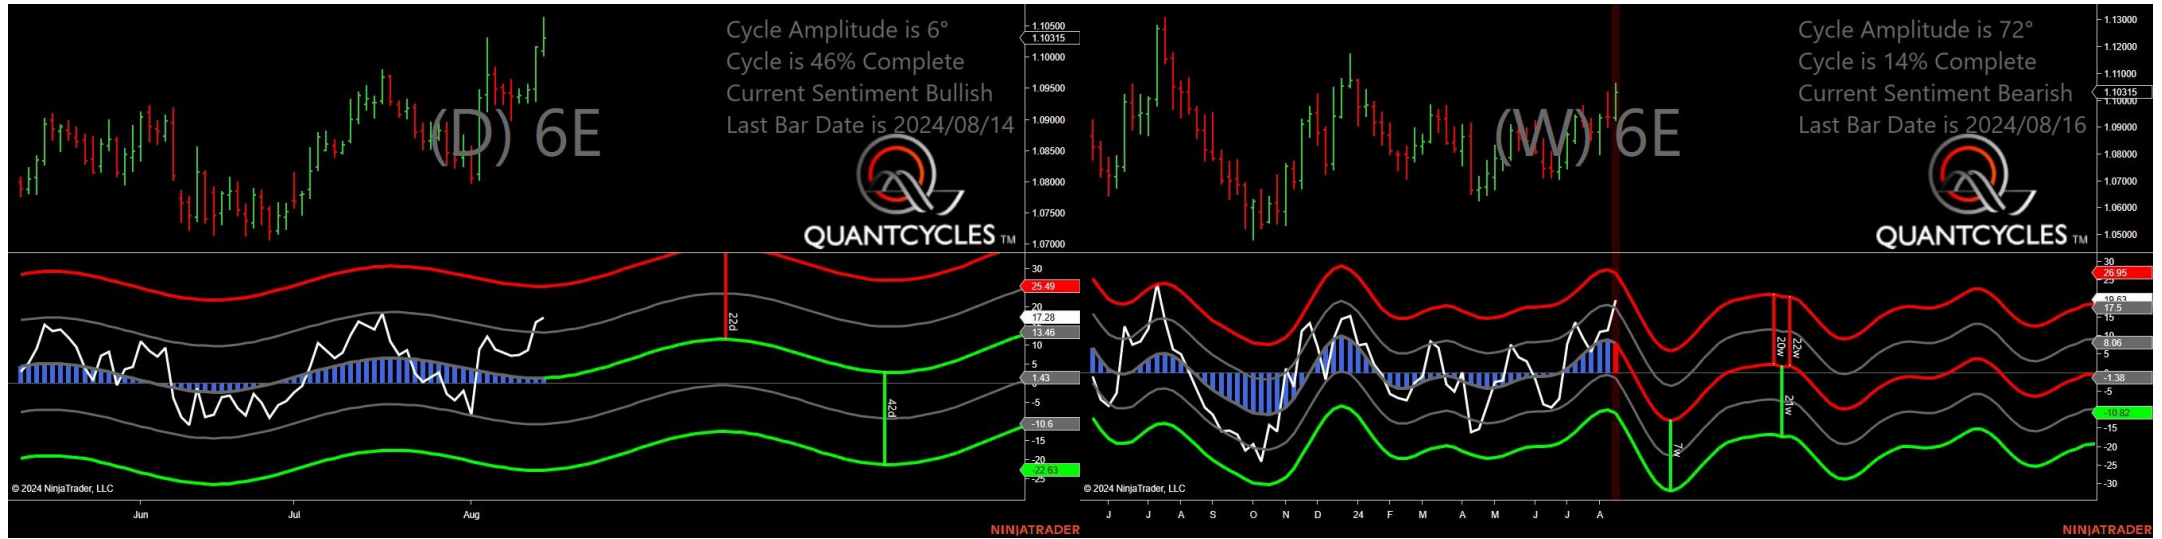 Cycle Amplitude is 6°
Cycle is 46% Complete
Current Sentiment Bullish
Last Bar Date is 2024/08/14
(D) 6E
QUANTCYCLES TM
1.10500
1.10315
1.10000
1.09500
1.09000
1.08500
1.08000
1.07500
1.07000
30
25.49
20
17.28
13.46
10
5
1.43
-5
-10.6
-15
-20
-22.63
-25
22d
42d
© 2024 NinjaTrader, LLC
Jun Jul Aug
NINJATRADER
Cycle Amplitude is 72°
Cycle is 14% Complete
Current Sentiment Bearish
Last Bar Date is 2024/08/16
(W) 6E
QUANTCYCLES TM
1.13000
1.12000
1.11000
1.10315
1.10000
1.09000
1.08000
1.07000
1.06000
1.05000
30
26.95
19.63
17.5
15
10
8.06
5
-1.38
-5
-10.82
-15
-20
-25
-30
7w
20w
22w
21w
© 2024 NinjaTrader, LLC
J J A S O N D 24 F M A M J J A
NINJATRADER